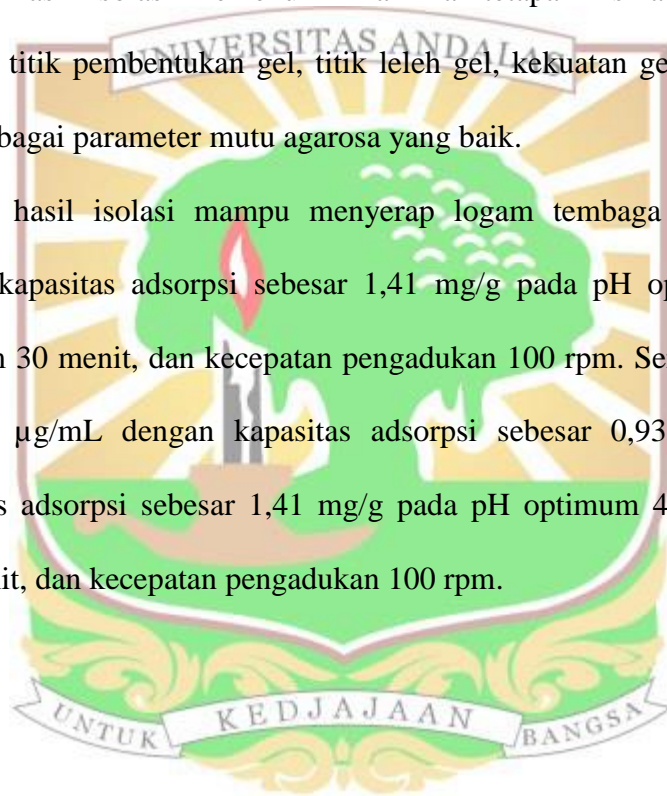 UNIVERSITAS ANDALAS
titik pembentukan gel, titik leleh gel, kekuatan ge
bagai parameter mutu agarosa yang baik.
hasil isolasi mampu menyerap logam tembaga
kapasitas adsorpsi sebesar 1,41 mg/g pada pH op
30 menit, dan kecepatan pengadukan 100 rpm. Se
µg/mL dengan kapasitas adsorpsi sebesar 0,93
s adsorpsi sebesar 1,41 mg/g pada pH optimum 4
nit, dan kecepatan pengadukan 100 rpm.
UNTUK KEDJAJAAN BANGSA